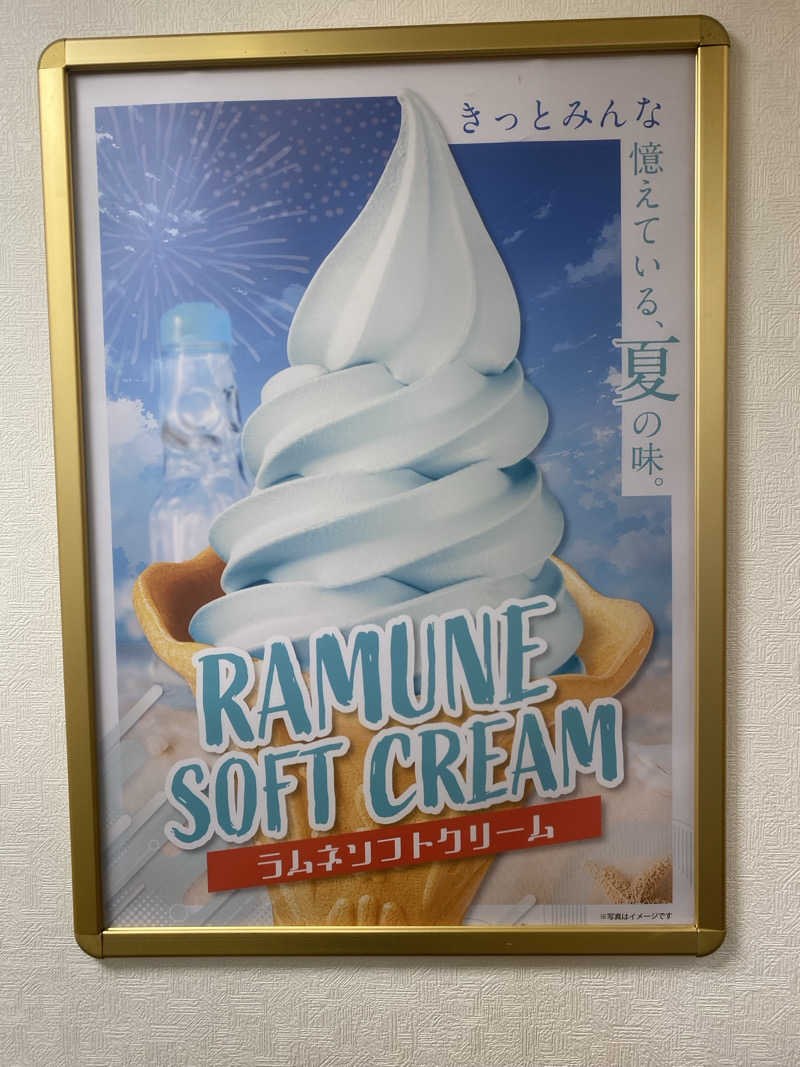 きっとみんな
憶えている、夏の味。
RAMUNE
SOFT CREAM
ラムネソフトクリーム
※写真はイメージです